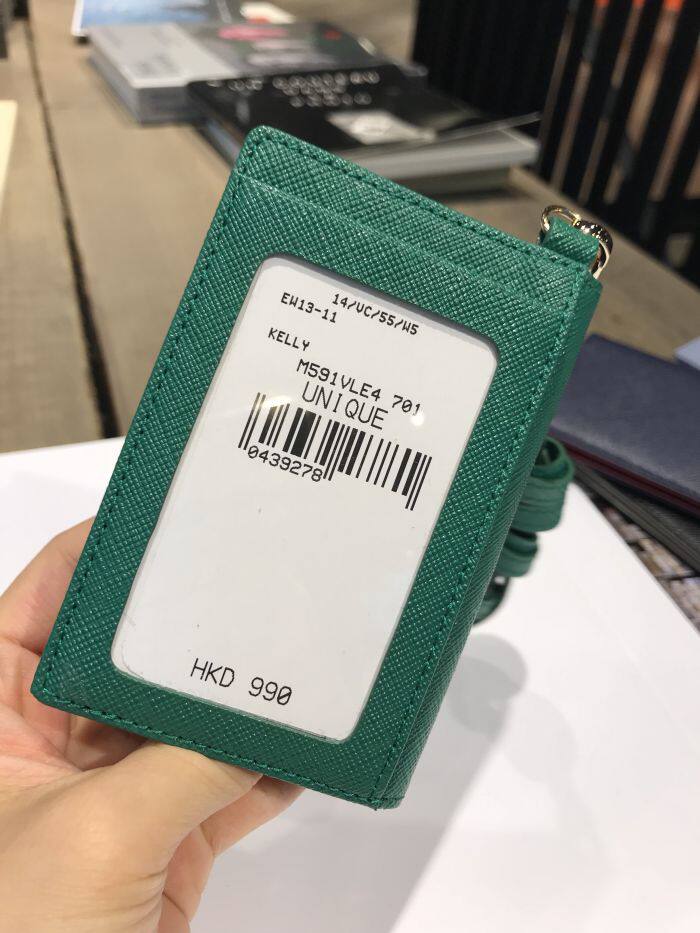 14/VC/55/W5
EW13-11
KELLY
M591VLE4 701
UNIQUE
0439278
HKD 990